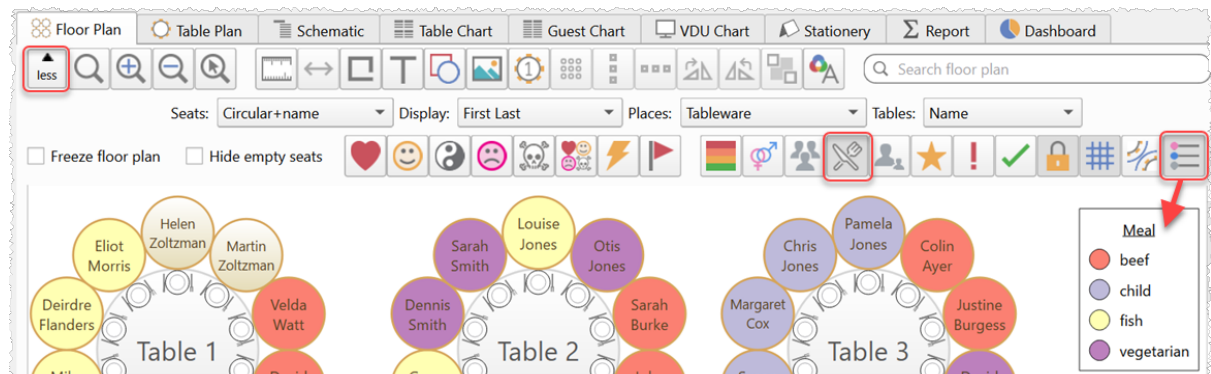 Floor Plan
Table Plan
Schematic
Table Chart
Guest Chart
VDU Chart
Stationery
Report
Dashboard
less
1
Search floor plan
Seats: Circular+name
Display: First Last
Places: Tableware
Tables: Name
Freeze floor plan
Hide empty seats
Helen
Zoltzman
Eliot
Morris
Martin
Zoltzman
Deirdre
Flanders
Velda
Watt
Table 1
Louise
Jones
Sarah
Smith
Otis
Jones
Dennis
Smith
Sarah
Burke
Table 2
Pamela
Jones
Chris
Jones
Colin
Ayer
Margaret
Cox
Justine
Burgess
Table 3
Meal
beef
child
fish
vegetarian